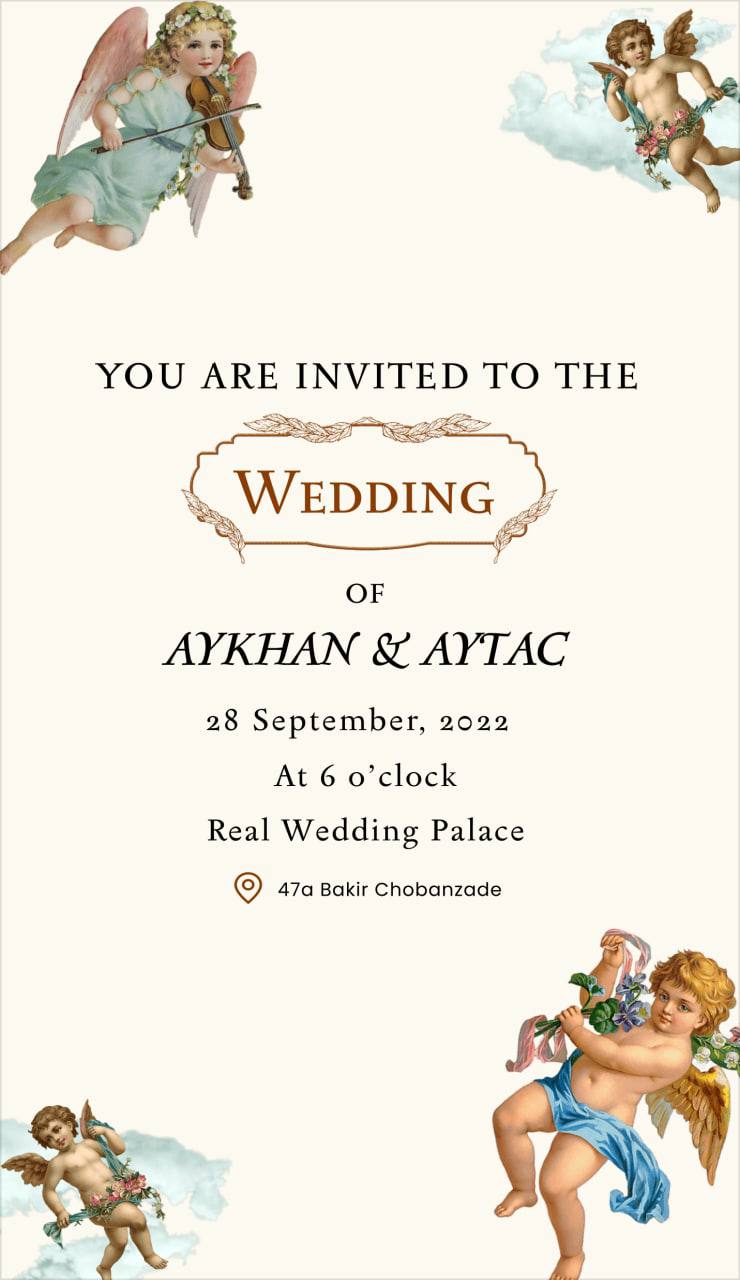 YOU ARE INVITED TO THE
WEDDING
OF
AYKHAN & AYTAC
28 September, 2022
At 6 o’clock
Real Wedding Palace
47a Bakir Chobanzade